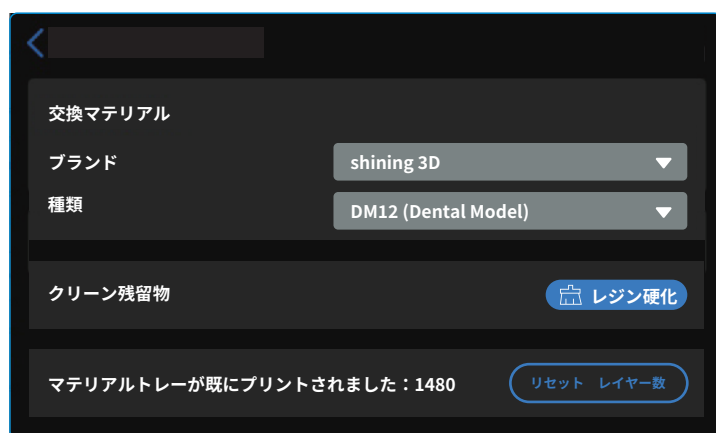 交換マテリアル
ブランド shining 3D
種類 DM12 (Dental Model)
クリーン残留物 レジン硬化
マテリアルトレーが既にプリントされました：1480 リセット レイヤー数